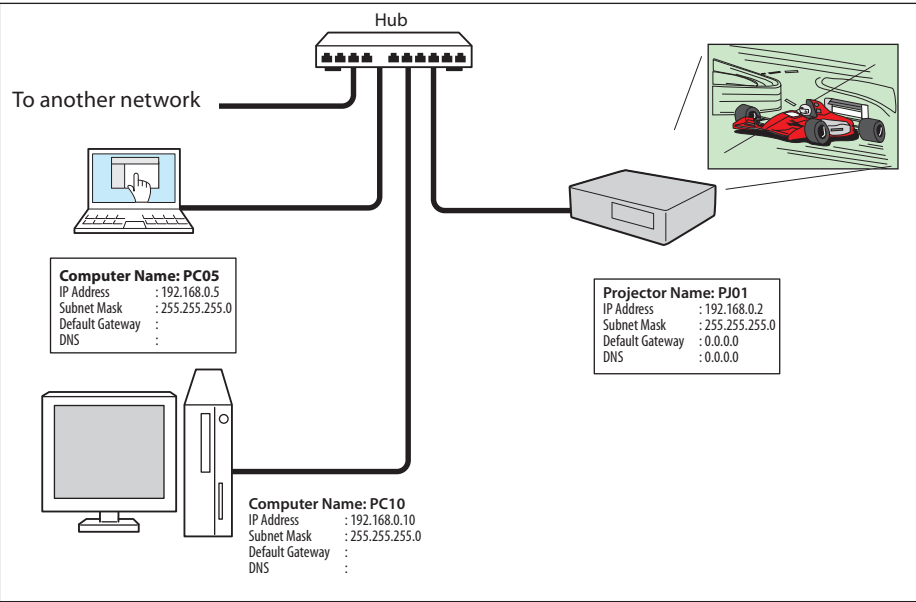 Hub
To another network
Computer Name: PC05
IP Address : 192.168.0.5
Subnet Mask : 255.255.255.0
Default Gateway :
DNS :
Projector Name: PJ01
IP Address : 192.168.0.2
Subnet Mask : 255.255.255.0
Default Gateway : 0.0.0.0
DNS : 0.0.0.0
Computer Name: PC10
IP Address : 192.168.0.10
Subnet Mask : 255.255.255.0
Default Gateway :
DNS :